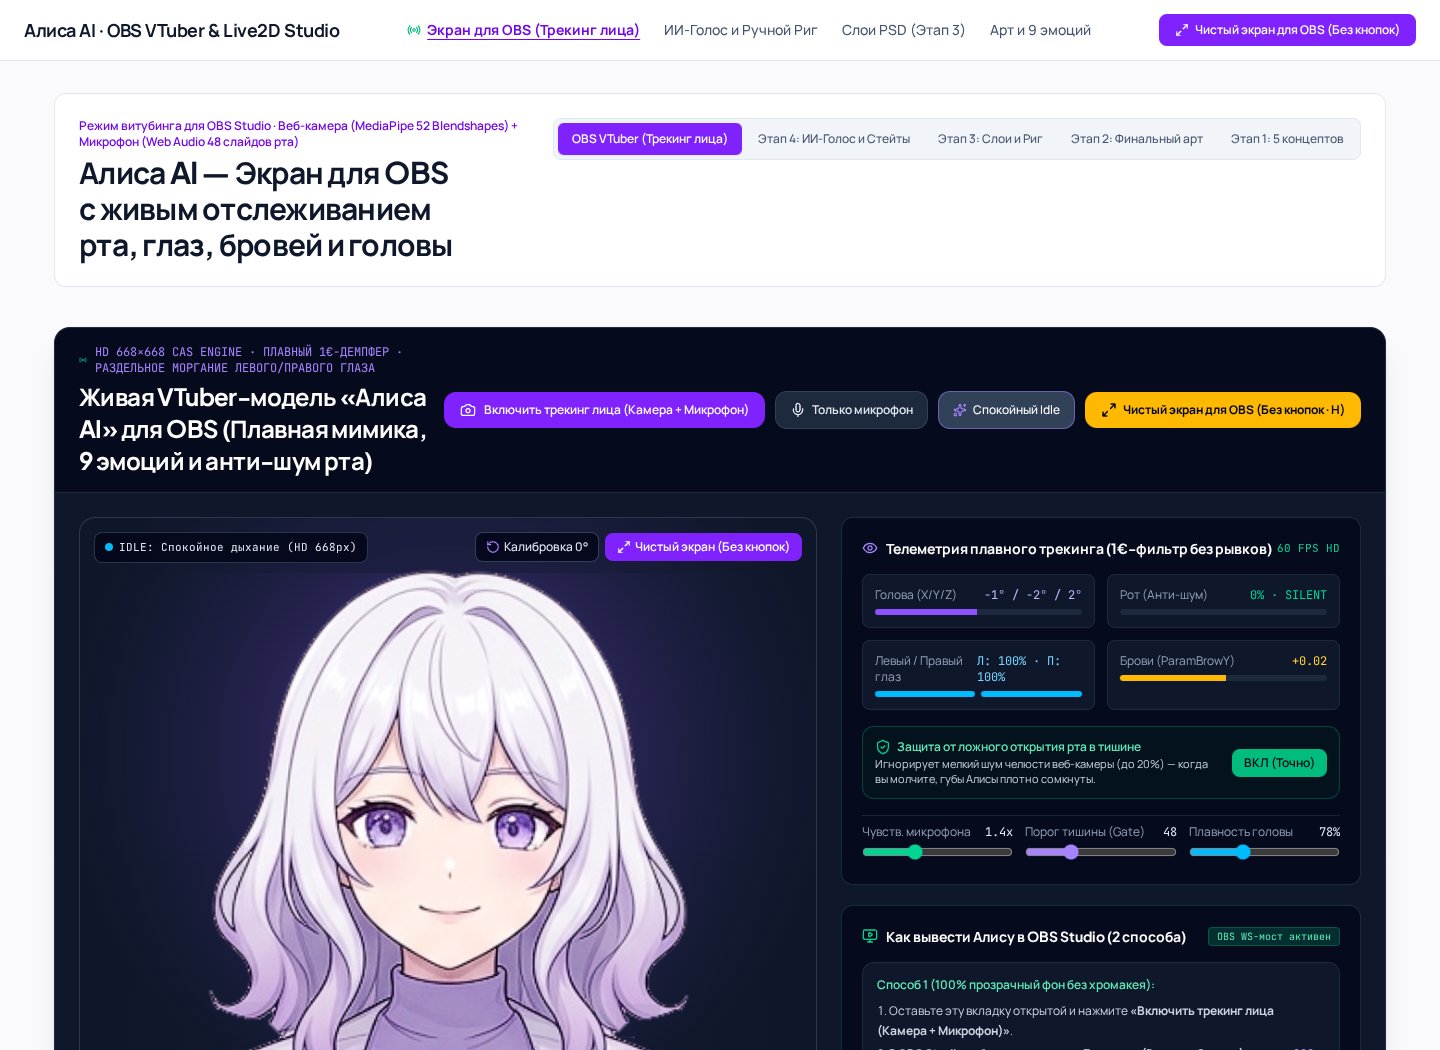 Алиса AI · OBS VTuber & Live2D Studio
Экран для OBS (Трекинг лица)
ИИ-Голос и Ручной Риг
Слои PSD (Этап 3)
Арт и 9 эмоций
Чистый экран для OBS (Без кнопок)
Режим витубинга для OBS Studio · Веб-камера (MediaPipe 52 Blendshapes) +
Микрофон (Web Audio 48 слайдов рта)
Алиса AI — Экран для OBS
с живым отслеживанием
рта, глаз, бровей и головы
OBS VTuber (Трекинг лица)
Этап 4: ИИ-Голос и Стейты
Этап 3: Слои и Риг
Этап 2: Финальный арт
Этап 1: 5 концептов
HD 668×668 CAS ENGINE · ПЛАВНЫЙ 1€-ДЕМПФЕР ·
РАЗДЕЛЬНОЕ МОРГАНИЕ ЛЕВОГО/ПРАВОГО ГЛАЗА
Живая VTuber-модель «Алиса
AI» для OBS (Плавная мимика,
9 эмоций и анти-шум рта)
Включить трекинг лица (Камера + Микрофон)
Только микрофон
Спокойный Idle
Чистый экран для OBS (Без кнопок · H)
IDLE: Спокойное дыхание (HD 668px)
Калибровка 0°
Чистый экран (Без кнопок)
Телеметрия плавного трекинга (1€-фильтр без рывков)
60 FPS HD
Голова (X/Y/Z)
-1° / -2° / 2°
Рот (Анти-шум)
0% · SILENT
Левый / Правый
глаз
Л: 100% · П:
100%
Брови (ParamBrowY)
+0.02
Защита от ложного открытия рта в тишине
Игнорирует мелкий шум челюсти веб-камеры (до 20%) — когда
вы молчите, губы Алисы плотно сомкнуты.
ВКЛ (Точно)
Чувств. микрофона
1.4x
Порог тишины (Gate)
48
Плавность головы
78%
Как вывести Алису в OBS Studio (2 способа)
OBS WS-мост активен
Способ 1 (100% прозрачный фон без хромакея):
1. Оставьте эту вкладку открытой и нажмите «Включить трекинг лица
(Камера + Микрофон)».